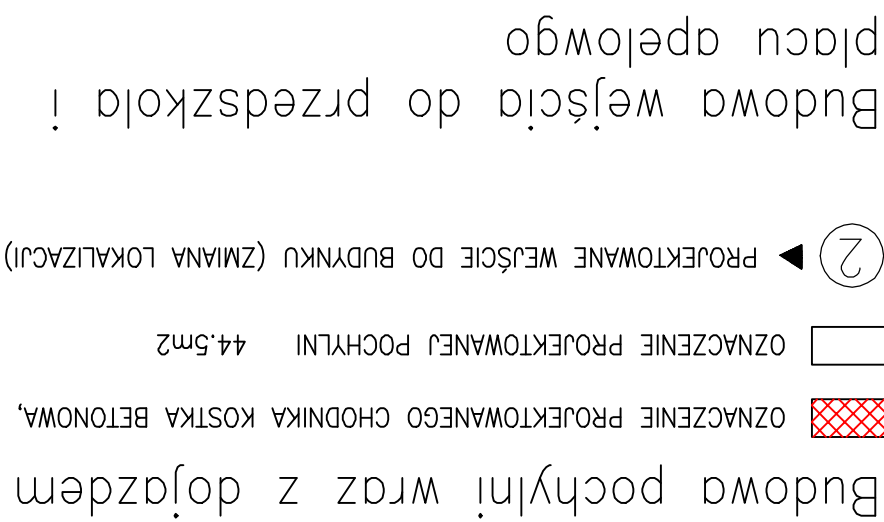 Budowa pochylni wraz z dojazdem
OZNACZENIE PROJEKTOWANEGO CHODNIKA KOSTKA BETONOWA,
OZNACZENIE PROJEKTOWANEJ POCHYLNI 44.5m2
2 PROJEKTOWANE WEJŚCIE DO BUDYNKU (ZMIANA LOKALIZACJI)
Budowa wejścia do przedszkola i
placu apelowgo